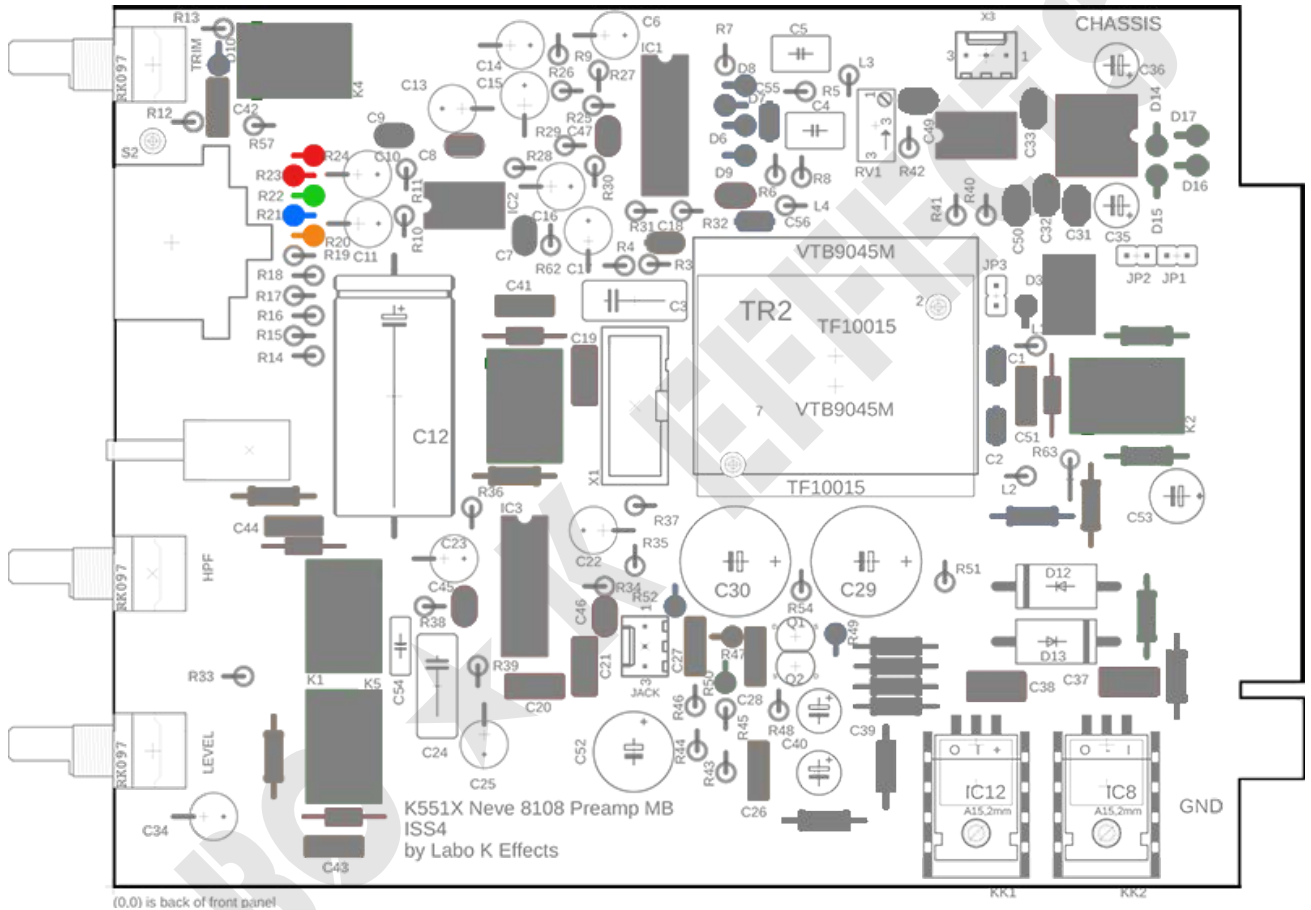 R13
C6
X3
CHASSIS
RK097
TRIM
D10
K4
C14
R9
IC1
R7
C5
C36
R26
R27
D8
L3
3
1
C15
C55
R5
D14
C13
D7
C4
1
D17
R12
C42
R25
C9
C47
D6
3
C49
C33
R57
R29
S2
R24
C10
C8
R28
R8
RV1
R42
R23
R11
R30
D9
R6
D16
R22
IC2
L4
R40
R21
C16
R31
C18
R32
C56
R41
C32
D15
R20
R10
C7
C50
C31
C35
R19
C11
R62
C1
R4
R3
VTB9045M
R18
JP3
JP2
JP1
R17
C41
C3
D3
2
TR2
TF10015
R16
R15
C19
R14
C1
7
VTB9045M
C12
K2
C51
R63
C2
X1
L2
TF10015
R36
C44
IC3
R37
C53
C23
C22
R35
RK097
HPF
R51
D12
C30
C29
C45
R34
R52
R54
C46
1
R38
Q1
R49
R47
D13
R39
C21
C27
R33
C54
3
JACK
R50
C28
Q2
K1
K5
C20
C38
C37
R46
R45
R48
RK097
LEVEL
C24
C52
R44
C40
C39
O I +
O - I
C25
R43
IC12
IC8
K551X Neve 8108 Preamp MB
C26
A15,2mm
A15,2mm
GND
C34
ISS4
by Labo K Effects
C43
KK1
KK2
(0,0) is back of front panel
K EFFECTS